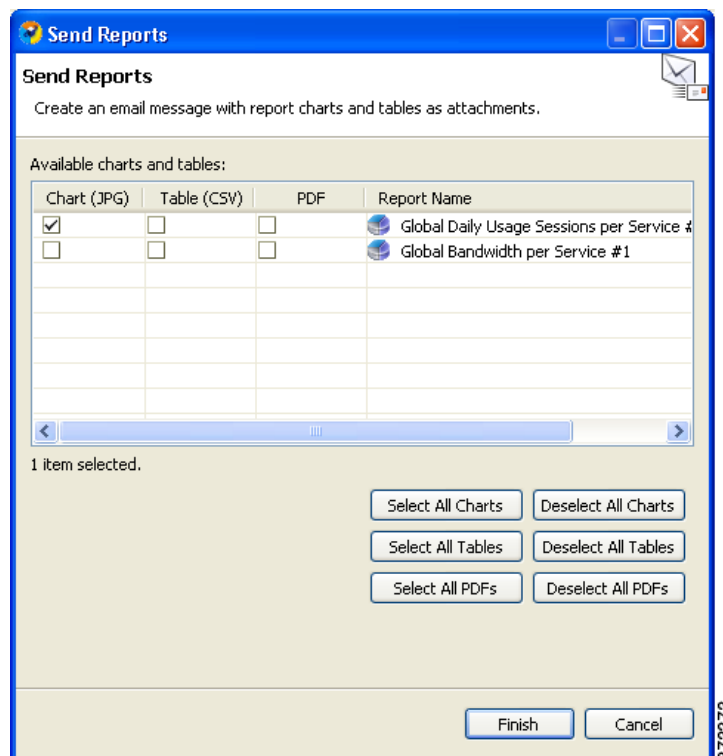 Send Reports
Send Reports
Create an email message with report charts and tables as attachments.
Available charts and tables:
Chart (JPG) Table (CSV) PDF Report Name
Global Daily Usage Sessions per Service #
Global Bandwidth per Service #1
1 item selected.
Select All Charts Deselect All Charts
Select All Tables Deselect All Tables
Select All PDFs Deselect All PDFs
Finish Cancel